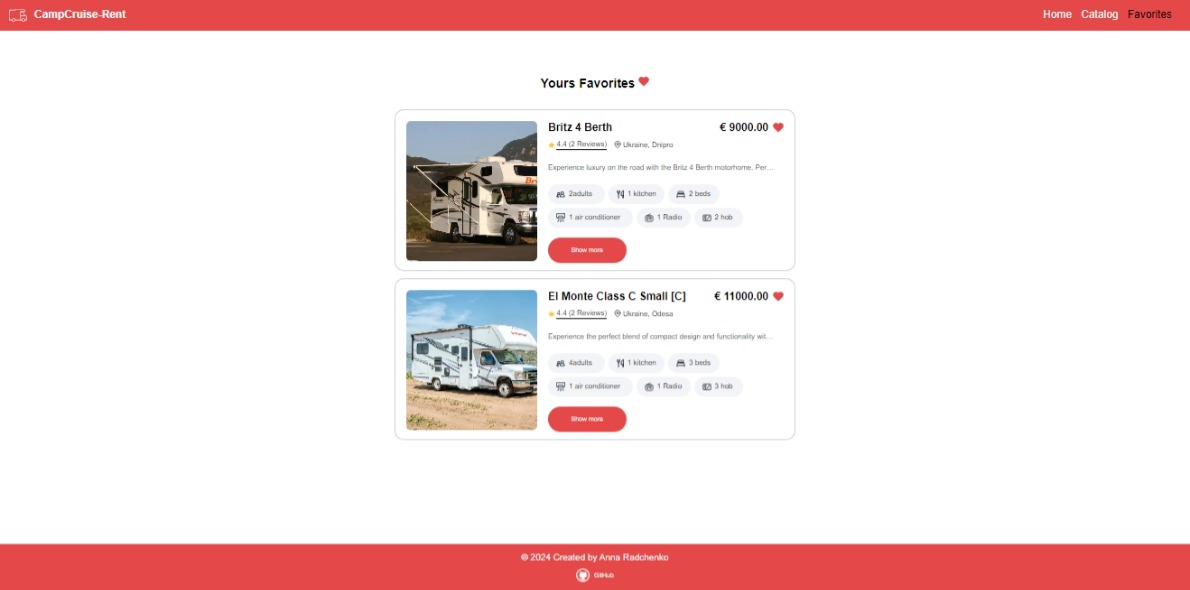 CampCruise-Rent
Home Catalog Favorites
Yours Favorites
Britz 4 Berth € 9000.00
4.4 (2 Reviews) Ukraine, Dnipro
Experience luxury on the road with the Britz 4 Berth motorhome. Per...
2adults 1 kitchen 2 beds
1 air conditioner 1 Radio 2 hob
Show more
El Monte Class C Small [C] € 11000.00
4.4 (2 Reviews) Ukraine, Odesa
Experience the perfect blend of compact design and functionality wit...
4adults 1 kitchen 3 beds
1 air conditioner 1 Radio 3 hob
Show more
© 2024 Created by Anna Radchenko
GitHub